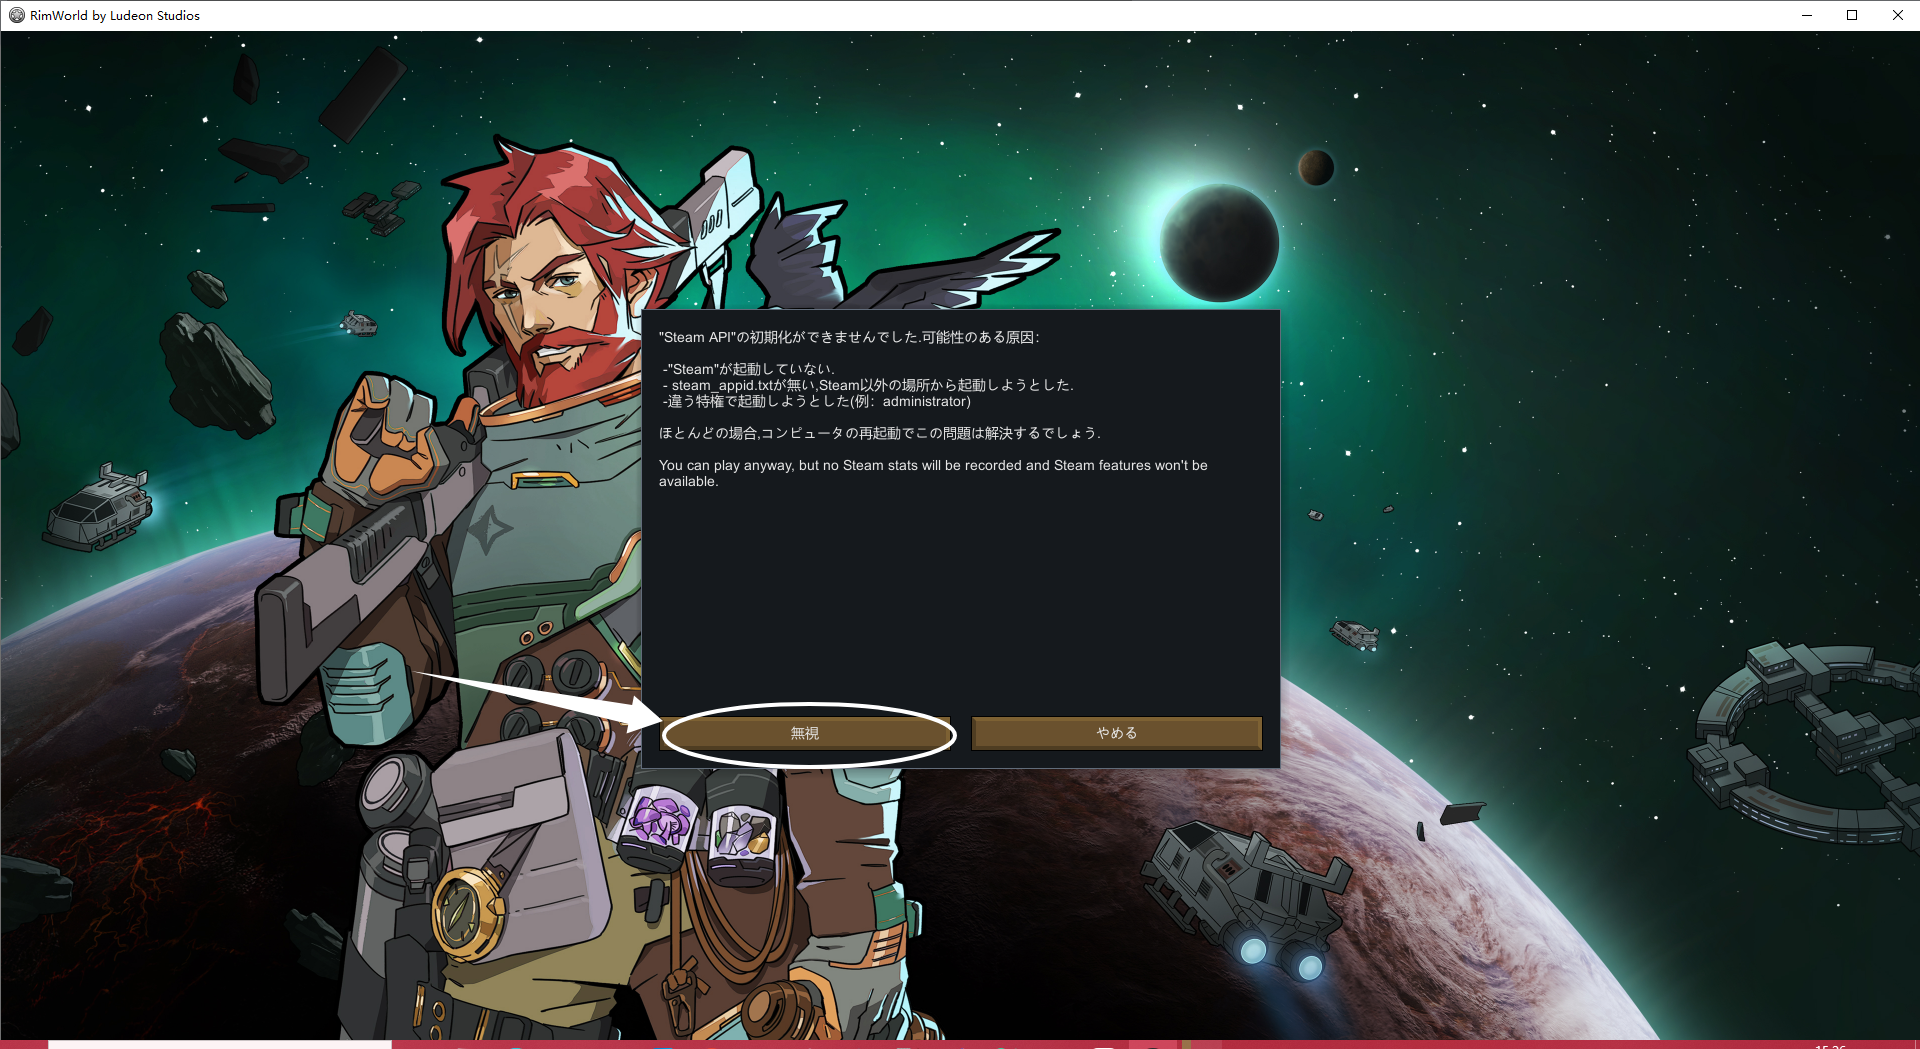 RimWorld by Ludeon Studios
"Steam API"の初期化ができませんでした.可能性のある原因:
-"Steam"が起動していない.
- steam_appid.txtが無い,Steam以外の場所から起動しようとした.
-違う特権で起動しようとした(例: administrator)
ほとんどの場合,コンピュータの再起動でこの問題は解決するでしょう.
You can play anyway, but no Steam stats will be recorded and Steam features won't be
available.
無視
やめる